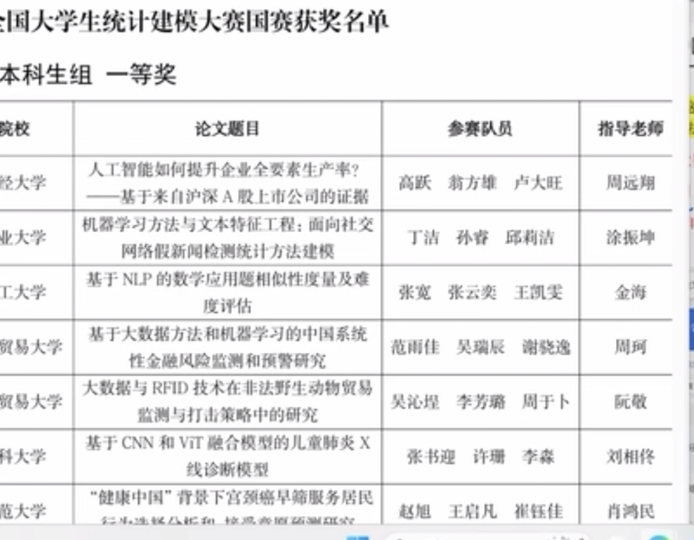 全国大学生统计建模大赛国赛获奖名单
本科生组 一等奖
院校 论文题目 参赛队员 指导老师
经大学 人工智能如何提升企业全要素生产率？ 高跃 翁方雄 卢大旺 周远翔
——基于来自沪深 A 股上市公司的证据
业大学 机器学习方法与文本特征工程：面向社交 丁洁 孙睿 邱莉洁 涂振坤
网络假新闻检测统计方法建模
工大学 基于 NLP 的数学应用题相似性度量及难 张宽 张云奕 王凯雯 金海
度评估
贸易大学 基于大数据方法和机器学习的中国系统 范雨佳 吴瑞辰 谢骁逸 周珂
性金融风险监测和预警研究
贸易大学 大数据与 RFID 技术在非法野生动物贸易 吴沁埕 李芳璐 周于卜 阮敬
监测与打击策略中的研究
科大学 基于 CNN 和 ViT 融合模型的儿童肺炎 X 张书迎 许珊 李淼 刘相佟
线诊断模型
范大学 “健康中国”背景下宫颈癌早筛服务居民 赵旭 王启凡 崔钰佳 肖鸿民
行为选择分析和 接受意愿预测研究